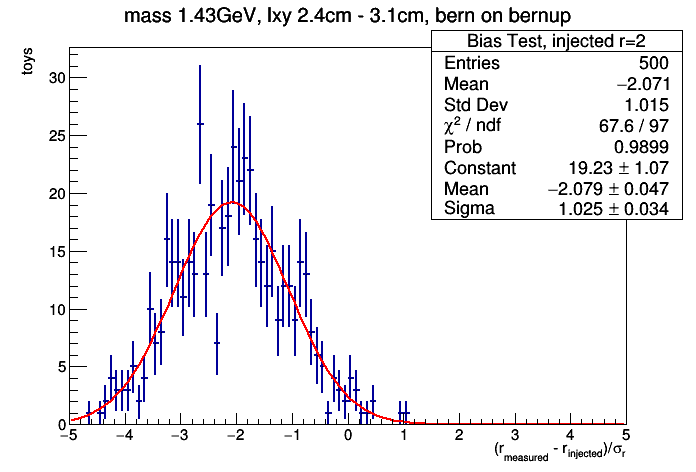 mass 1.43GeV, lxy 2.4cm - 3.1cm, bern on bernup
toys
Bias Test, injected r=2
Entries 500
Mean −2.071
Std Dev 1.015
χ² / ndf 67.6 / 97
Prob 0.9899
Constant 19.23 ± 1.07
Mean −2.079 ± 0.047
Sigma 1.025 ± 0.034
30
25
20
15
10
5
0
−5 −4 −3 −2 −1 0 1 2 3 4 5
(r_measured - r_injected)/σ_r